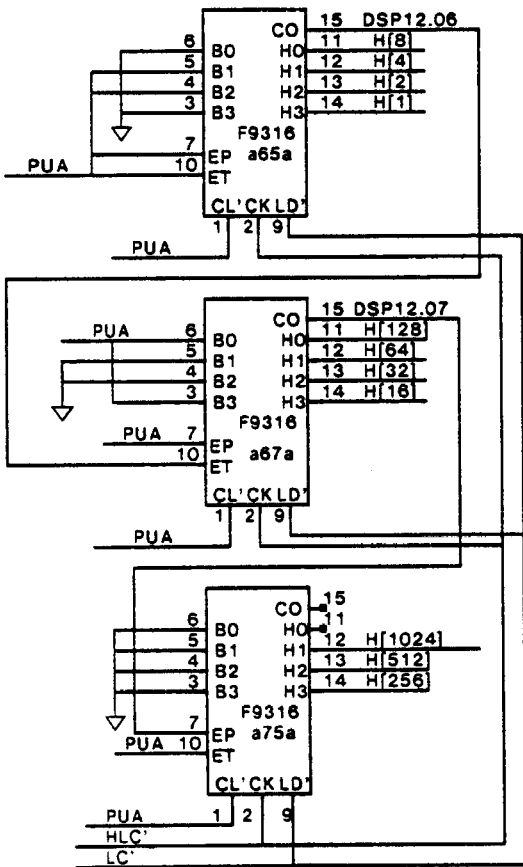 CO 15 DSP12.06
6 B0 H0 11 H[8]
5 B1 H1 12 H[4]
4 B2 H2 13 H[2]
3 B3 H3 14 H[1]
F9316
7 EP a65a
PUA 10 ET
CL' CK LD'
PUA 1 2 9
CO 15 DSP12.07
PUA 6 B0 H0 11 H[128]
5 B1 H1 12 H[64]
4 B2 H2 13 H[32]
3 B3 H3 14 H[16]
F9316
PUA 7 EP
10 ET a67a
CL' CK LD'
PUA 1 2 9
CO 15
6 B0 H0 11
5 B1 H1 12 H[1024]
4 B2 H2 13 H[512]
3 B3 H3 14 H[256]
F9316
7 EP a75a
PUA 10 ET
CL' CK LD'
PUA 1 2 9
HLC'
LC'